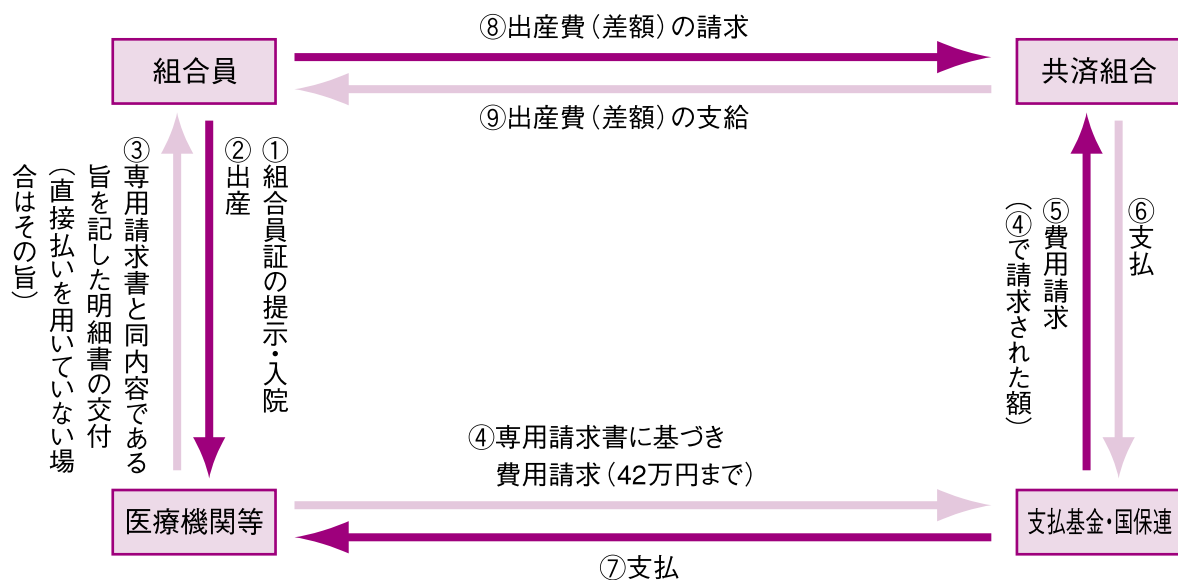 ⑧出産費（差額）の請求
組合員
共済組合
⑨出産費（差額）の支給
①組合員証の提示・入院
②出産
③専用請求書と同内容である
旨を記した明細書の交付
（直接払いを用いていない場
合はその旨）
⑥支払
⑤費用請求
（④で請求された額）
④専用請求書に基づき
費用請求（42万円まで）
医療機関等
支払基金・国保連
⑦支払